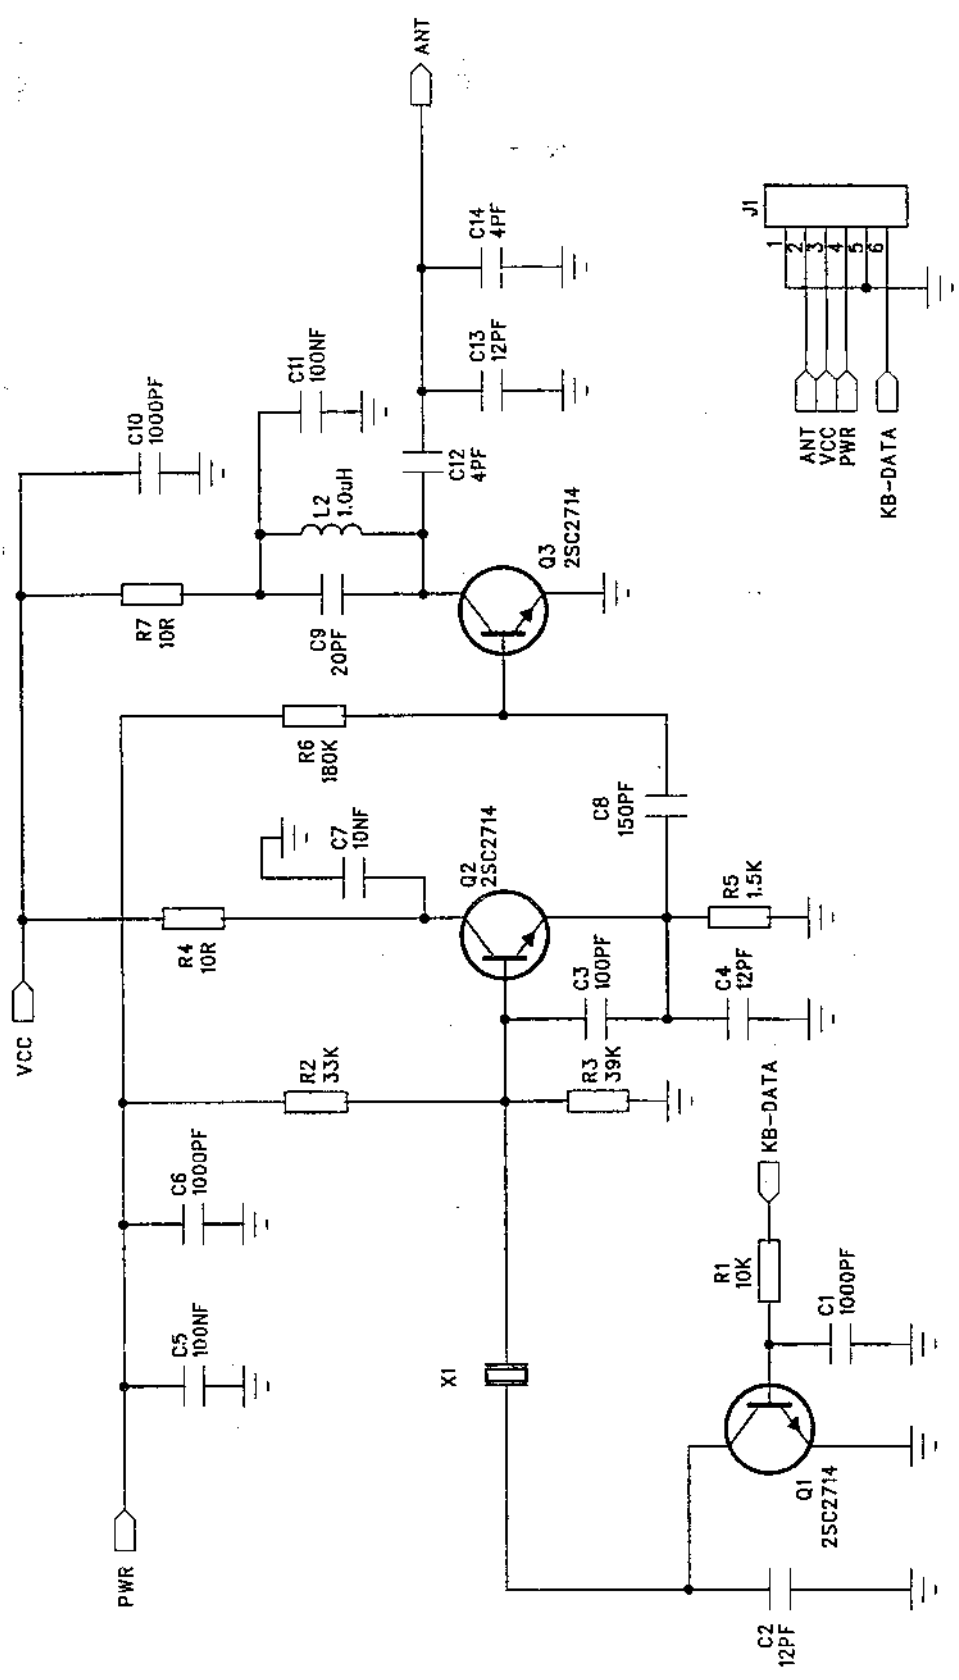 PWR
C5
100NF
C6
1000PF
VCC
R2
33K
R4
10R
C7
10NF
R6
180K
R7
10R
C10
1000PF
C9
20PF
L2
1.0uH
C11
100NF
ANT
X1
R3
39K
C3
100PF
Q2
2SC2714
C8
150PF
Q3
2SC2714
C12
4PF
C13
12PF
C14
4PF
C2
12PF
Q1
2SC2714
R1
10K
C1
1000PF
KB-DATA
C4
12PF
R5
1.5K
ANT
VCC
PWR
KB-DATA
J1
1
2
3
4
5
6